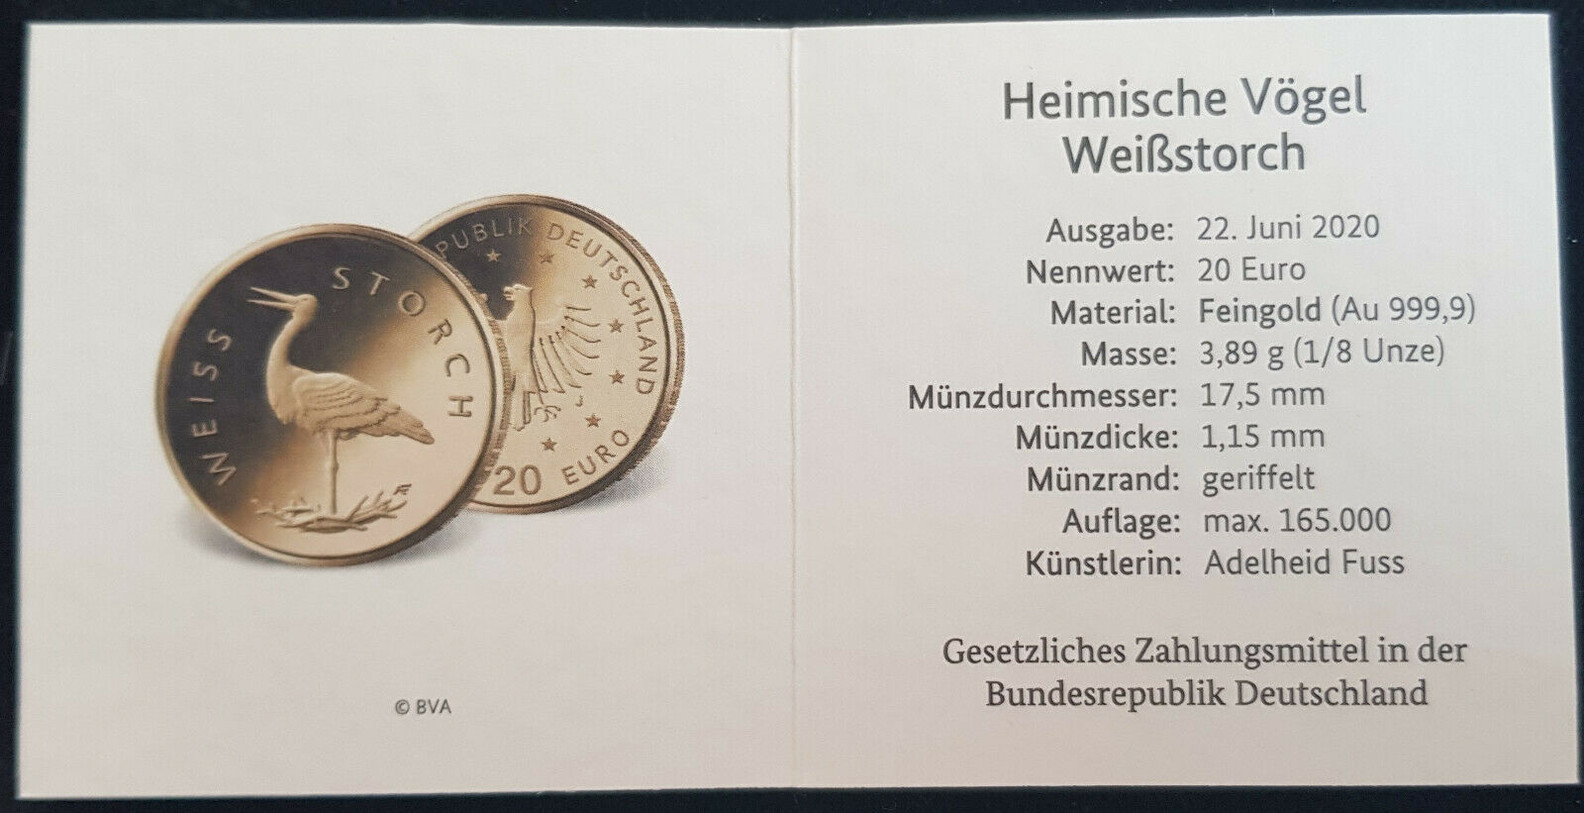 WEISS STORCH
PUBLIK DEUTSCHLAND
20 EURO
© BVA
Heimische Vögel
Weißstorch
Ausgabe: 22. Juni 2020
Nennwert: 20 Euro
Material: Feingold (Au 999,9)
Masse: 3,89 g (1/8 Unze)
Münzdurchmesser: 17,5 mm
Münzdicke: 1,15 mm
Münzrand: geriffelt
Auflage: max. 165.000
Künstlerin: Adelheid Fuss
Gesetzliches Zahlungsmittel in der
Bundesrepublik Deutschland